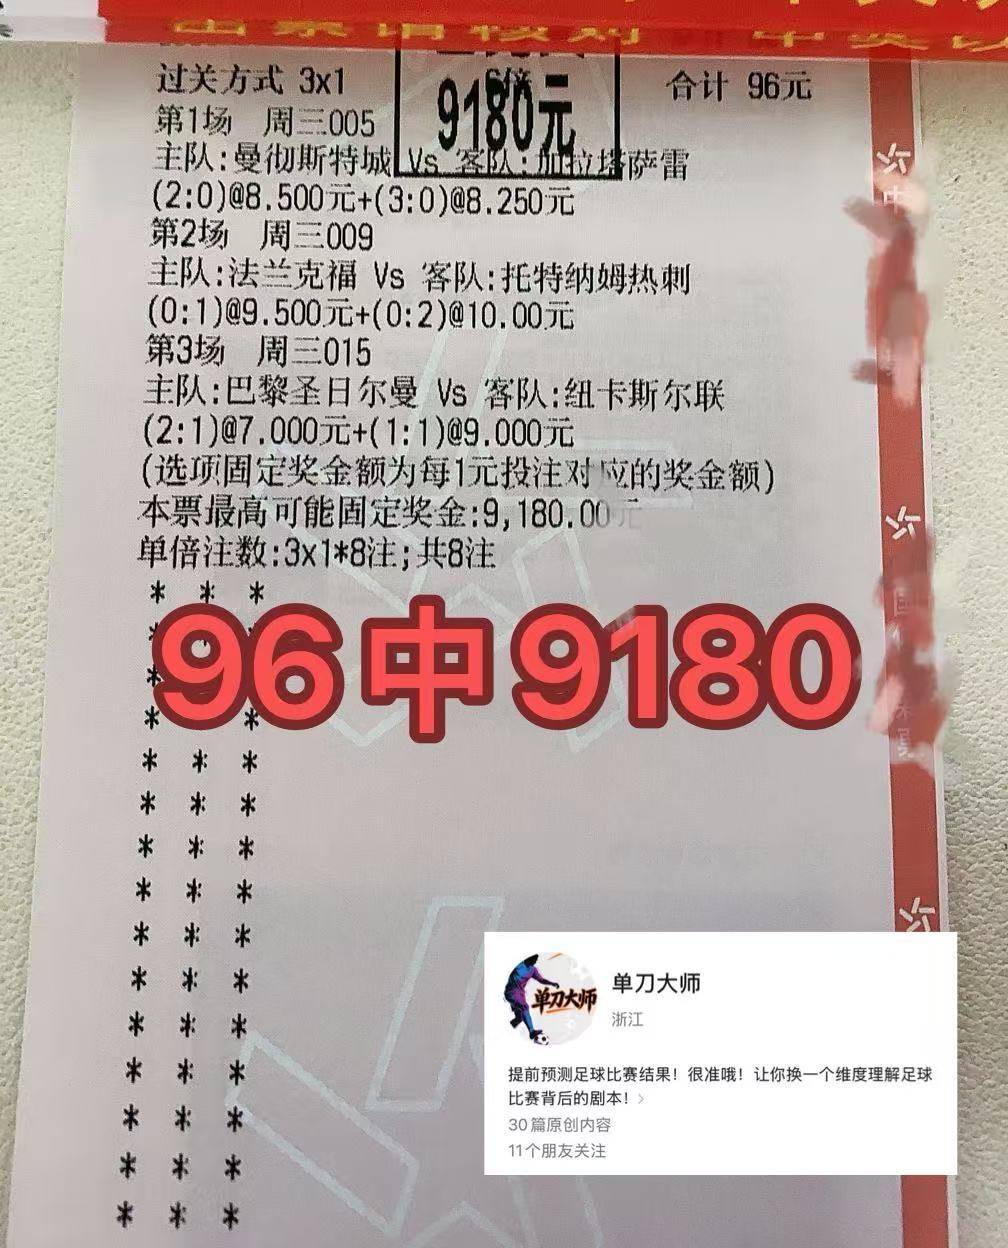 出票请核对
过关方式 3x1 6倍 合计 96元
9180元
第1场 周三005
主队:曼彻斯特城 Vs 客队:加拉塔萨雷
(2:0)@8.500元+(3:0)@8.250元
第2场 周三009
主队:法兰克福 Vs 客队:托特纳姆热刺
(0:1)@9.500元+(0:2)@10.00元
第3场 周三015
主队:巴黎圣日尔曼 Vs 客队:纽卡斯尔联
(2:1)@7.000元+(1:1)@9.000元
(选项固定奖金额为每1元投注对应的奖金额)
本票最高可能固定奖金:9,180.00元
单倍注数:3x1*8注;共8注
96中9180
单刀大师
单刀大师
浙江
提前预测足球比赛结果！很准哦！让你换一个维度理解足球
比赛背后的剧本！
30篇原创内容
11个朋友关注
中